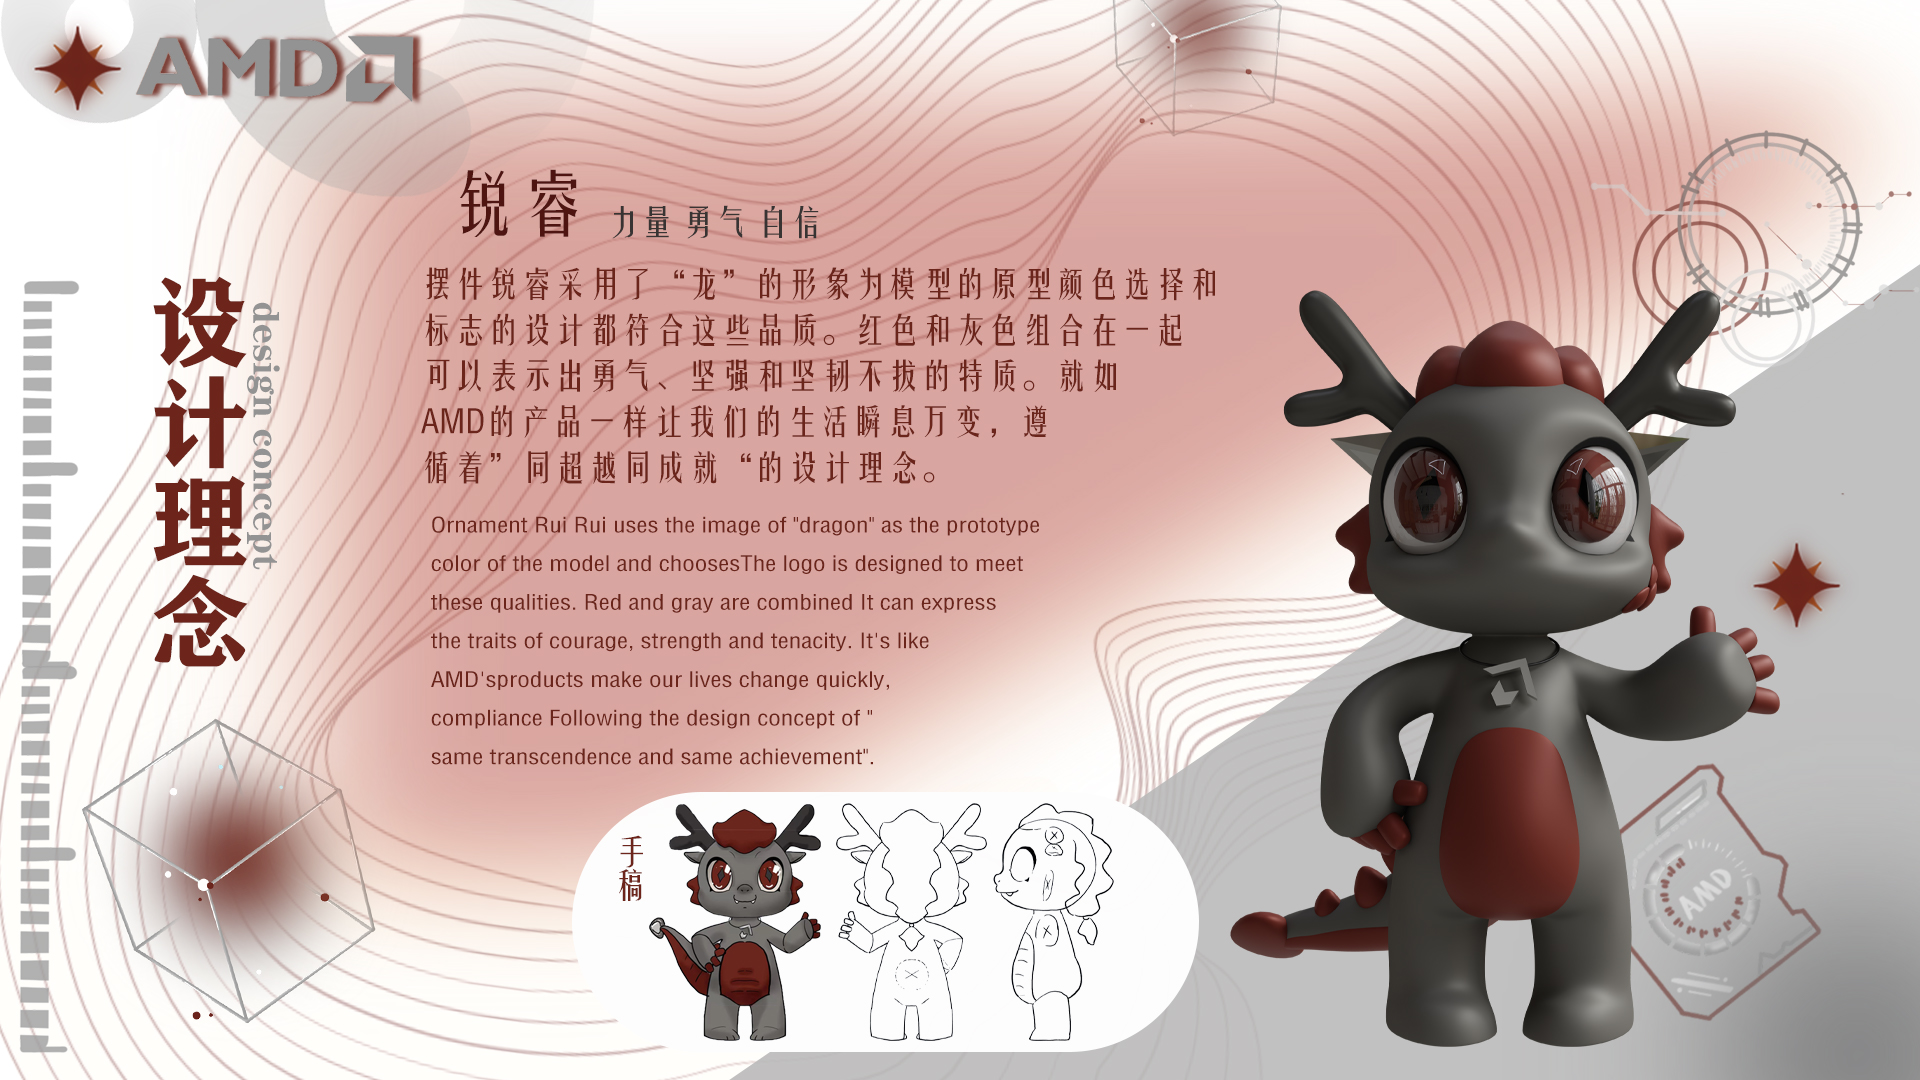 AMD
设计理念
design concept
锐睿 力量 勇气 自信
摆件锐睿采用了“龙”的形象为模型的原型颜色选择和
标志的设计都符合这些品质。红色和灰色组合在一起
可以表示出勇气、坚强和坚韧不拔的特质。就如
AMD的产品一样让我们的生活瞬息万变，遵
循着”同超越同成就“的设计理念。
Ornament Rui Rui uses the image of "dragon" as the prototype
color of the model and choosesThe logo is designed to meet
these qualities. Red and gray are combined It can express
the traits of courage, strength and tenacity. It's like
AMD'sproducts make our lives change quickly,
compliance Following the design concept of "
same transcendence and same achievement".
手稿
AMD